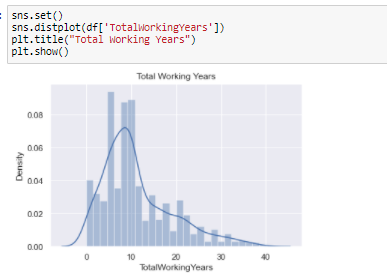 sns.set()
sns.distplot(df['TotalWorkingYears'])
plt.title("Total Working Years")
plt.show()
Total Working Years
0.08
0.06
0.04
0.02
0.00
Density
0 10 20 30 40
TotalWorkingYears